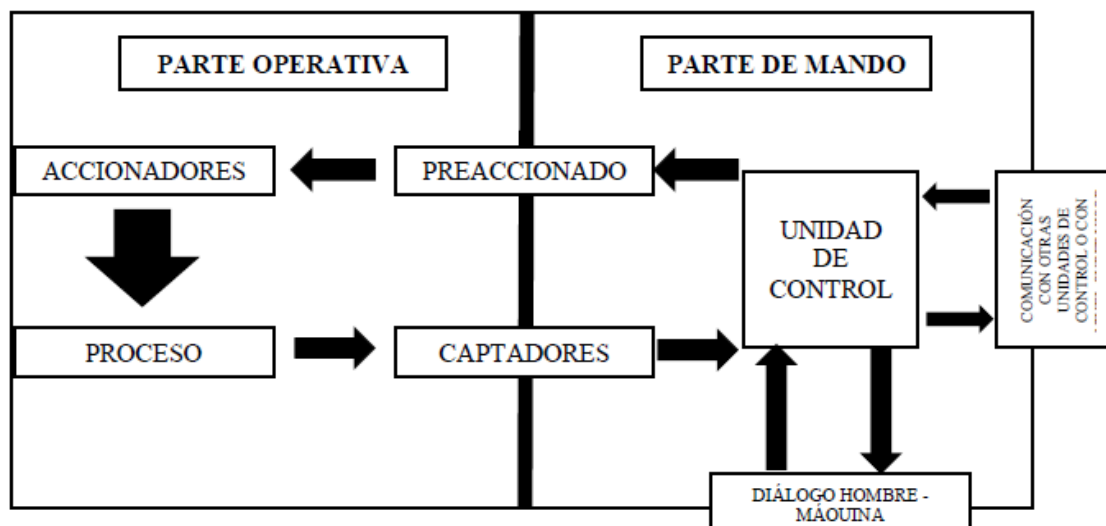 PARTE OPERATIVA
PARTE DE MANDO
ACCIONADORES
PREACCIONADO
UNIDAD
DE
CONTROL
COMUNICACIÓN
CON OTRAS
UNIDADES DE
CONTROL O CON
PROCESO
CAPTADORES
DIÁLOGO HOMBRE -
MÁQUINA